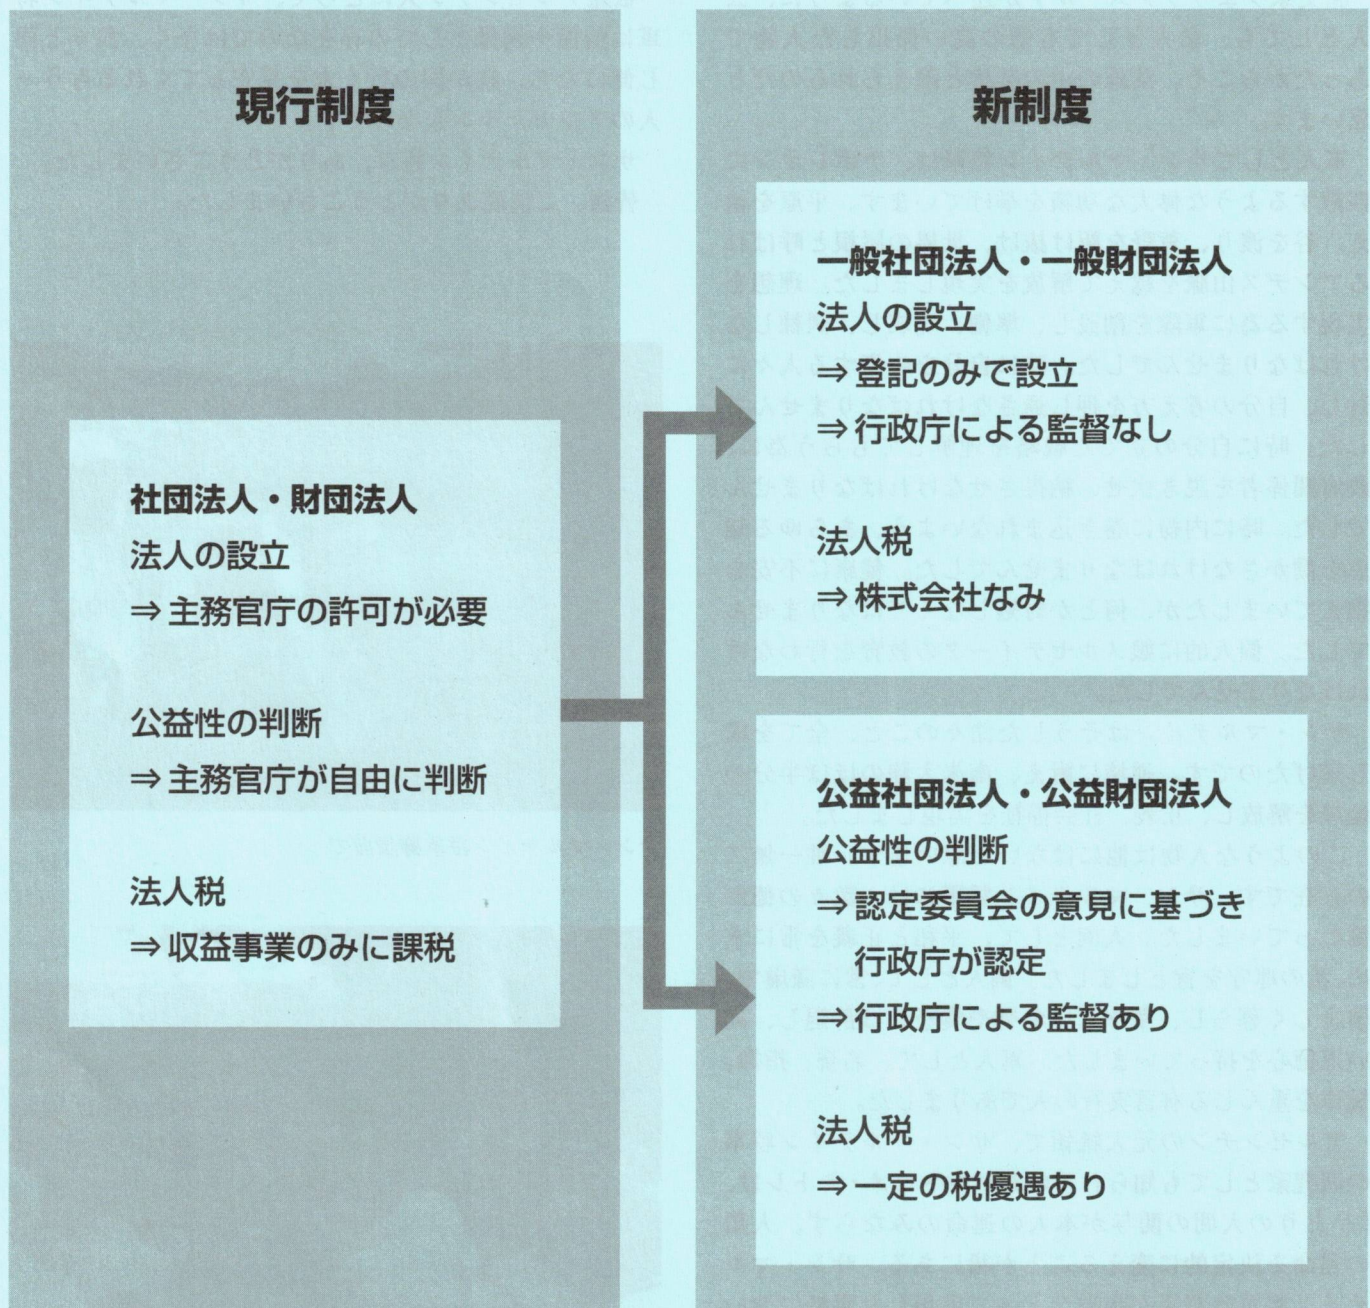 現行制度
社団法人・財団法人
法人の設立
⇒主務官庁の許可が必要
公益性の判断
⇒主務官庁が自由に判断
法人税
⇒収益事業のみに課税
新制度
一般社団法人・一般財団法人
法人の設立
⇒登記のみで設立
⇒行政庁による監督なし
法人税
⇒株式会社なみ
公益社団法人・公益財団法人
公益性の判断
⇒認定委員会の意見に基づき
行政庁が認定
⇒行政庁による監督あり
法人税
⇒一定の税優遇あり